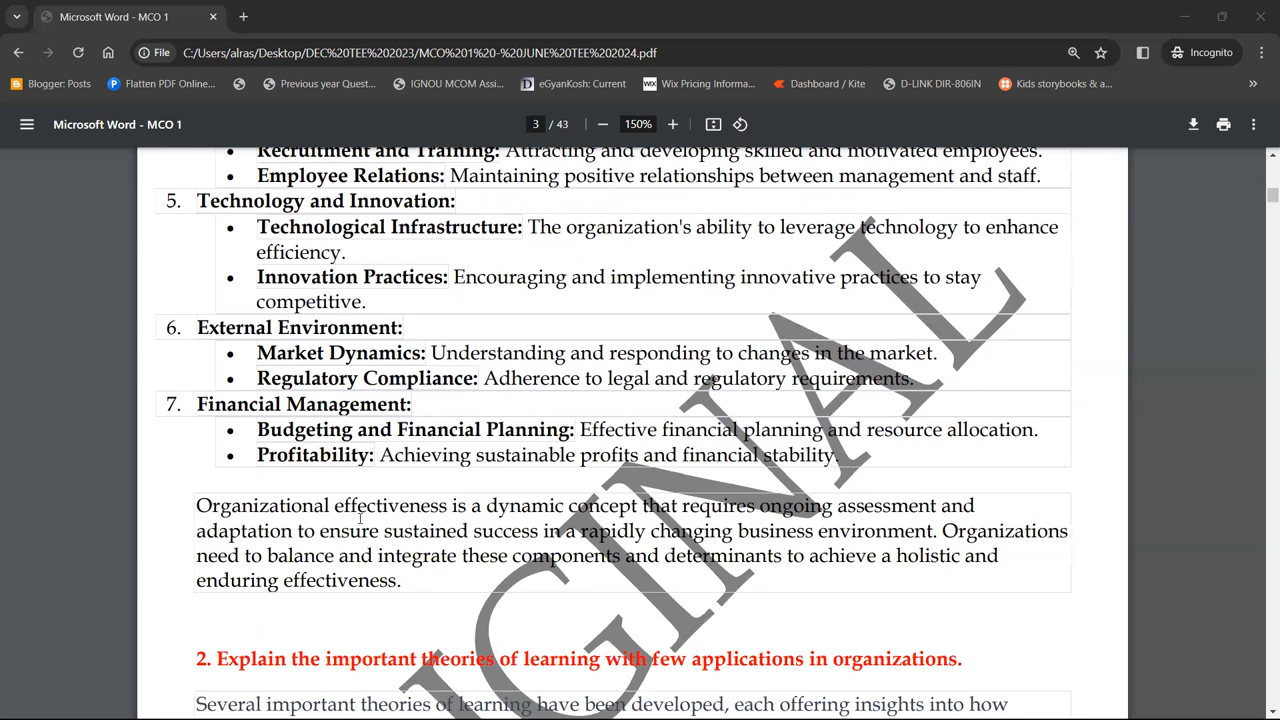 Microsoft Word - MCO 1
File
C:/Users/alras/Desktop/DEC%20TEE%202023/MCO%201%20-%20JUNE%20TEE%202024.pdf
Incognito
Blogger: Posts
Flatten PDF Online...
Previous year Quest...
IGNOU MCOM Assi...
eGyanKosh: Current
WIX Wix Pricing Informa...
Dashboard / Kite
D-LINK DIR-806IN
Kids storybooks & a...
Microsoft Word - MCO 1
3 / 43
150%
• Recruitment and Training: Attracting and developing skilled and motivated employees.
• Employee Relations: Maintaining positive relationships between management and staff.
5. Technology and Innovation:
• Technological Infrastructure: The organization's ability to leverage technology to enhance
efficiency.
• Innovation Practices: Encouraging and implementing innovative practices to stay
competitive.
6. External Environment:
• Market Dynamics: Understanding and responding to changes in the market.
• Regulatory Compliance: Adherence to legal and regulatory requirements.
7. Financial Management:
• Budgeting and Financial Planning: Effective financial planning and resource allocation.
• Profitability: Achieving sustainable profits and financial stability.
Organizational effectiveness is a dynamic concept that requires ongoing assessment and
adaptation to ensure sustained success in a rapidly changing business environment. Organizations
need to balance and integrate these components and determinants to achieve a holistic and
enduring effectiveness.
2. Explain the important theories of learning with few applications in organizations.
Several important theories of learning have been developed, each offering insights into how
IGINAL